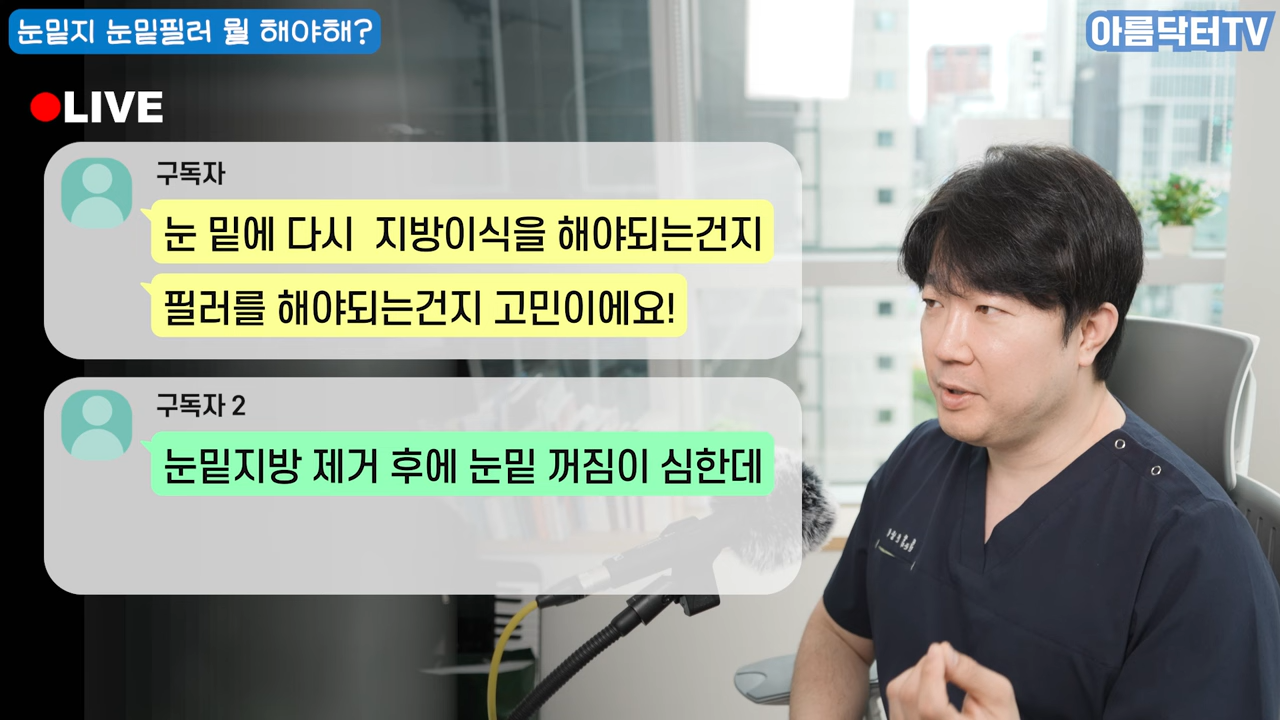 눈밑지 눈밑필러 뭘 해야해?
아름닥터TV
LIVE
구독자
눈 밑에 다시 지방이식을 해야되는건지
필러를 해야되는건지 고민이에요!
구독자 2
눈밑지방 제거 후에 눈밑 꺼짐이 심한데